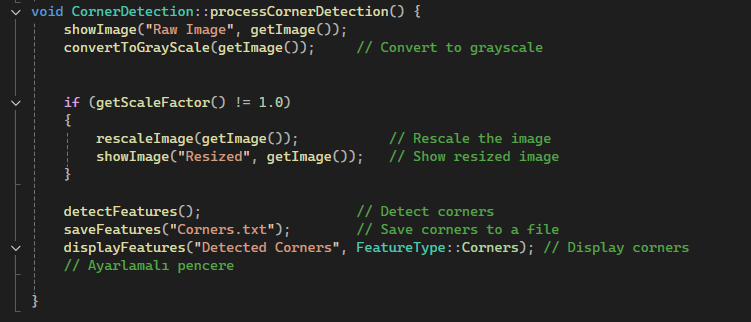 void CornerDetection::processCornerDetection() {
    showImage("Raw Image", getImage());
    convertToGrayScale(getImage());     // Convert to grayscale
    if (getScaleFactor() != 1.0)
    {
        rescaleImage(getImage());           // Rescale the image
        showImage("Resized", getImage());   // Show resized image
    }
    detectFeatures();                   // Detect corners
    saveFeatures("Corners.txt");        // Save corners to a file
    displayFeatures("Detected Corners", FeatureType::Corners); // Display corners
    // Ayarlamalı pencere
}